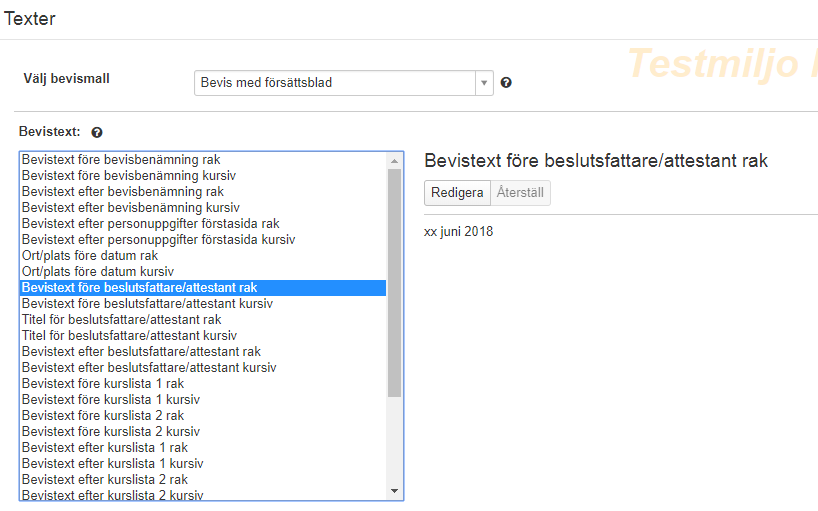 Texter
Testmiljo
Välj bevismall
Bevis med försättsblad
Bevistext:
Bevistext före bevisbenämning rak
Bevistext före bevisbenämning kursiv
Bevistext efter bevisbenämning rak
Bevistext efter bevisbenämning kursiv
Bevistext efter personuppgifter förstasida rak
Bevistext efter personuppgifter förstasida kursiv
Ort/plats före datum rak
Ort/plats före datum kursiv
Bevistext före beslutsfattare/attestant rak
Bevistext före beslutsfattare/attestant kursiv
Titel för beslutsfattare/attestant rak
Titel för beslutsfattare/attestant kursiv
Bevistext efter beslutsfattare/attestant rak
Bevistext efter beslutsfattare/attestant kursiv
Bevistext före kurslista 1 rak
Bevistext före kurslista 1 kursiv
Bevistext före kurslista 2 rak
Bevistext före kurslista 2 kursiv
Bevistext efter kurslista 1 rak
Bevistext efter kurslista 1 kursiv
Bevistext efter kurslista 2 rak
Bevistext efter kurslista 2 kursiv
Bevistext före beslutsfattare/attestant rak
Redigera
Återställ
xx juni 2018